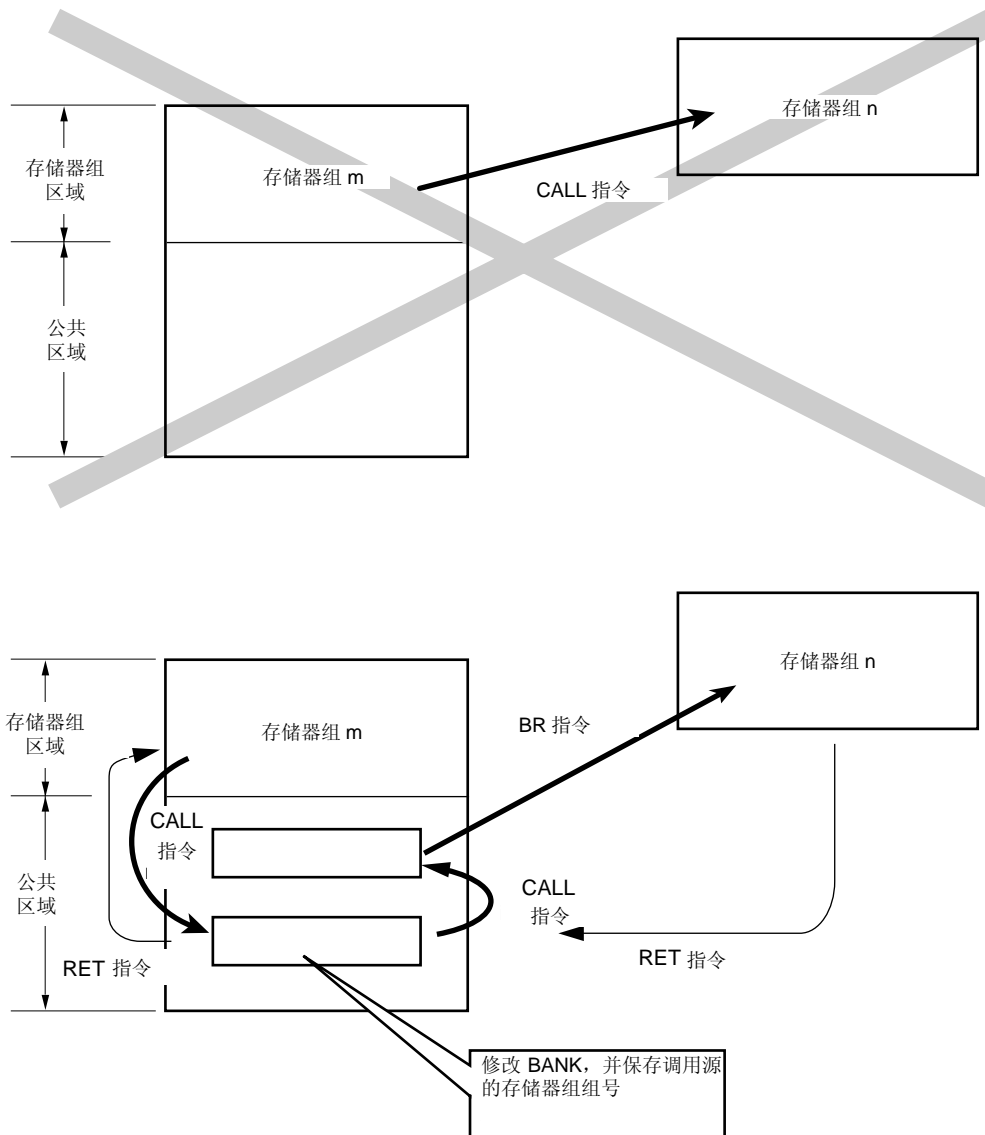 存储器组 n
存储器组
区域
存储器组 m
CALL 指令
公共
区域
存储器组 n
存储器组
区域
存储器组 m
BR 指令
CALL
指令
公共
区域
CALL
指令
RET 指令
RET 指令
修改 BANK，并保存调用源
的存储器组组号